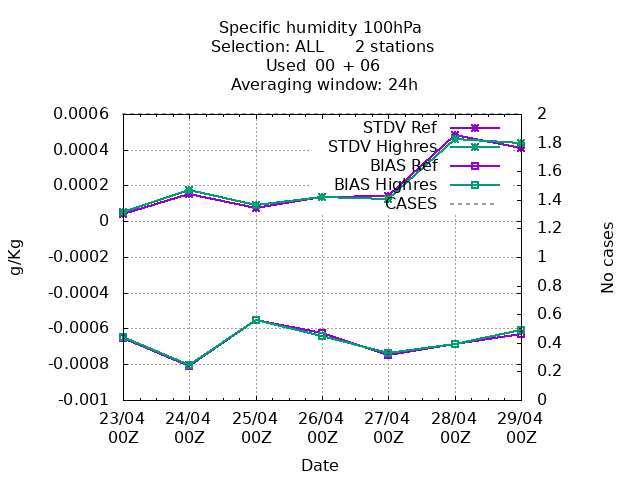 Specific humidity 100hPa
Selection: ALL 2 stations
Used 00 + 06
Averaging window: 24h
STDV Ref
STDV Highres
BIAS Ref
BIAS Highres
CASES
0.0006
0.0004
0.0002
0
-0.0002
-0.0004
-0.0006
-0.0008
-0.001
2
1.8
1.6
1.4
1.2
1
0.8
0.6
0.4
0.2
0
g/Kg
No cases
23/04 24/04 25/04 26/04 27/04 28/04 29/04
00Z 00Z 00Z 00Z 00Z 00Z 00Z
Date